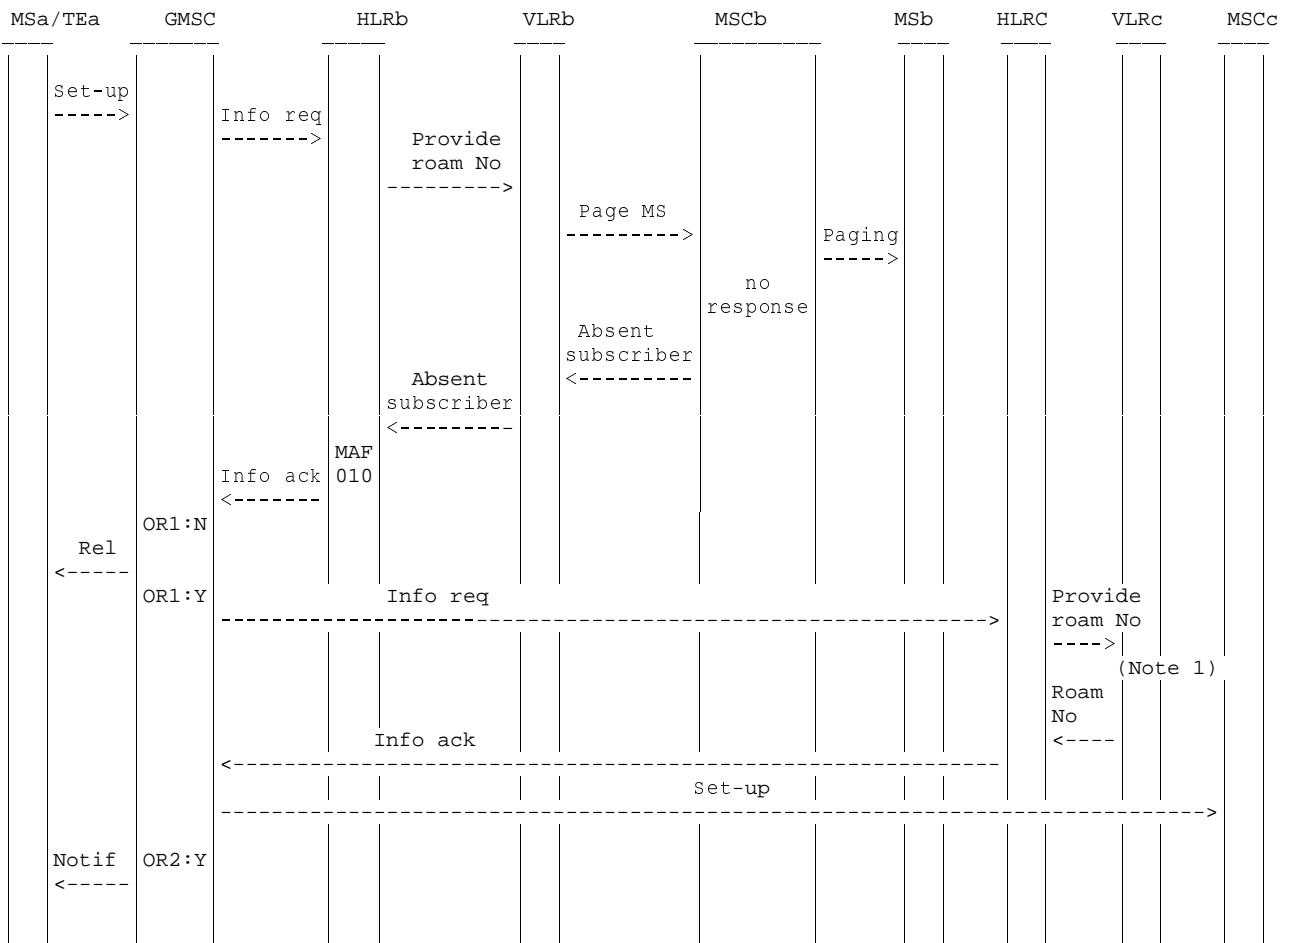 MSa/TEa GMSC HLRb VLRb MSCb MSb HLRC VLRc MSCc
Set-up
----->
Info req
------->
Provide
roam No
--------->
Page MS
--------->
Paging
----->
no
response
Absent
subscriber
<---------
Absent
subscriber
<---------
MAF
Info ack 010
<-------
OR1:N
Rel
<-----
OR1:Y Info req Provide
-------------------------------------------------------------> roam No
---->
(Note 1)
Roam
No
Info ack <----
<-------------------------------------------------------------
Set-up
------------------------------------------------------------------------------>
Notif OR2:Y
<-----